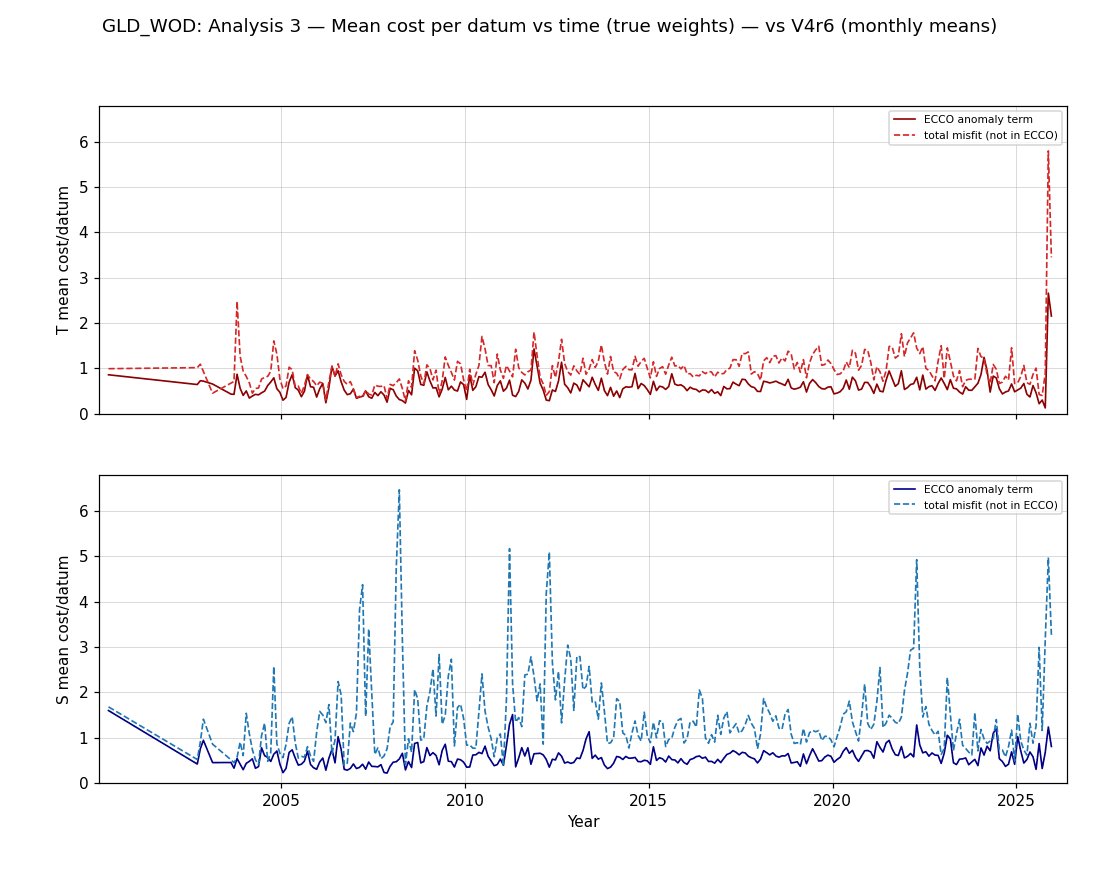 GLD_WOD: Analysis 3 — Mean cost per datum vs time (true weights) — vs V4r6 (monthly means)
ECCO anomaly term
total misfit (not in ECCO)
T mean cost/datum
6
5
4
3
2
1
0
ECCO anomaly term
total misfit (not in ECCO)
S mean cost/datum
6
5
4
3
2
1
0
2005 2010 2015 2020 2025
Year